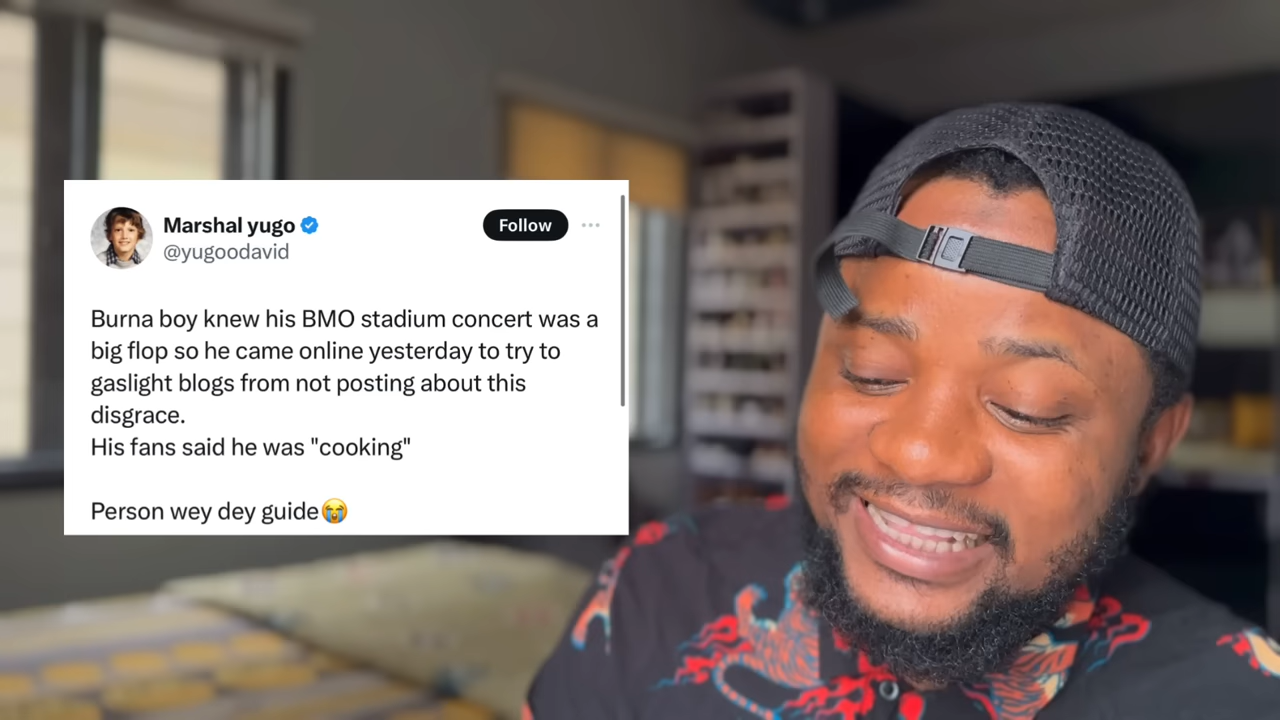 Marshal yugo
@yugoodavid
Follow
Burna boy knew his BMO stadium concert was a
big flop so he came online yesterday to try to
gaslight blogs from not posting about this
disgrace.
His fans said he was "cooking"
Person wey dey guide😭